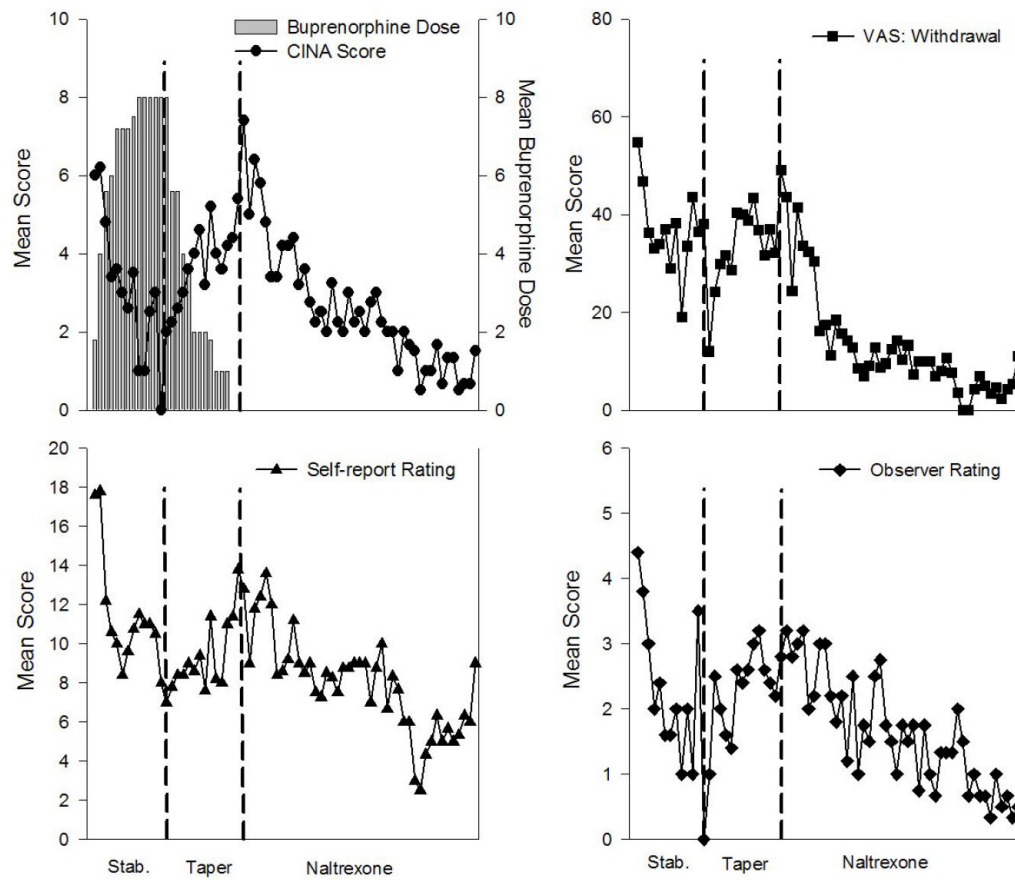 Buprenorphine Dose
CINA Score
10
8
6
4
2
0
Mean Score
10
8
6
4
2
0
Mean Buprenorphine Dose
VAS: Withdrawal
80
60
40
20
0
Mean Score
Self-report Rating
20
18
16
14
12
10
8
6
4
2
0
Mean Score
Stab. Taper Naltrexone
Observer Rating
6
5
4
3
2
1
0
Mean Score
Stab. Taper Naltrexone